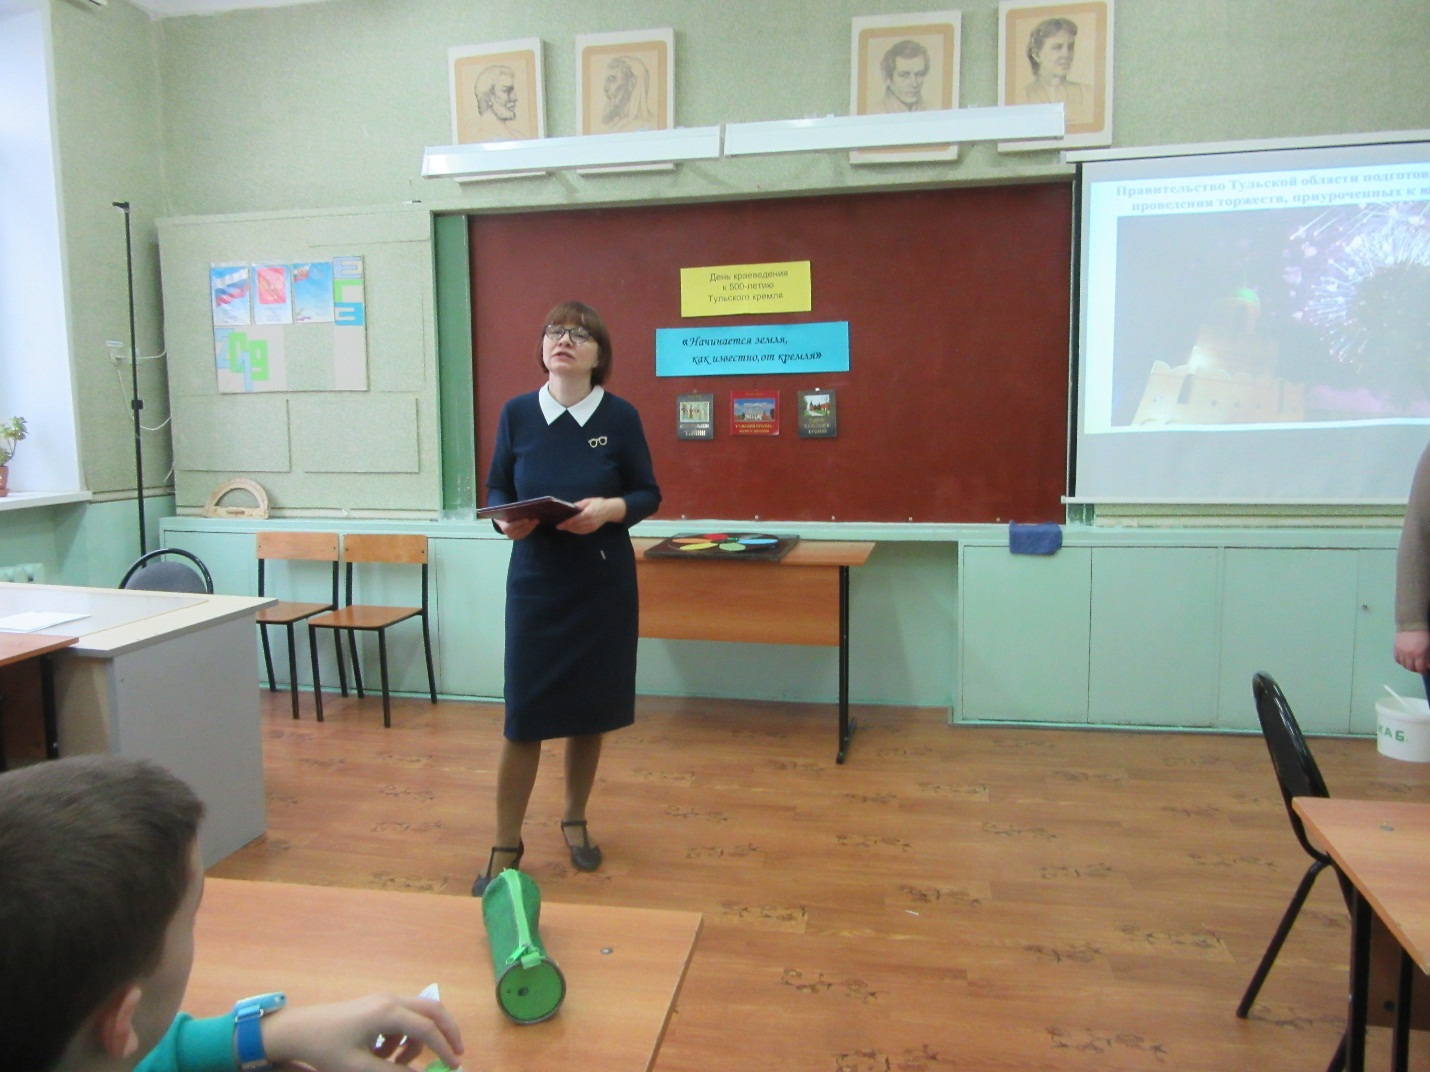 День краеведения
к 500-летию
Тульского кремля
«Начинается земля,
как известно, от кремля»
Правительство Тульской области подготов
проведения торжеств, приуроченных к
КАБ.